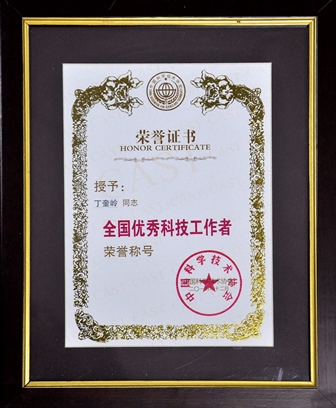 荣誉证书
HONOR CERTIFICATE
授予：
丁奎岭 同志
全国优秀科技工作者
荣誉称号
中国科学技术协会